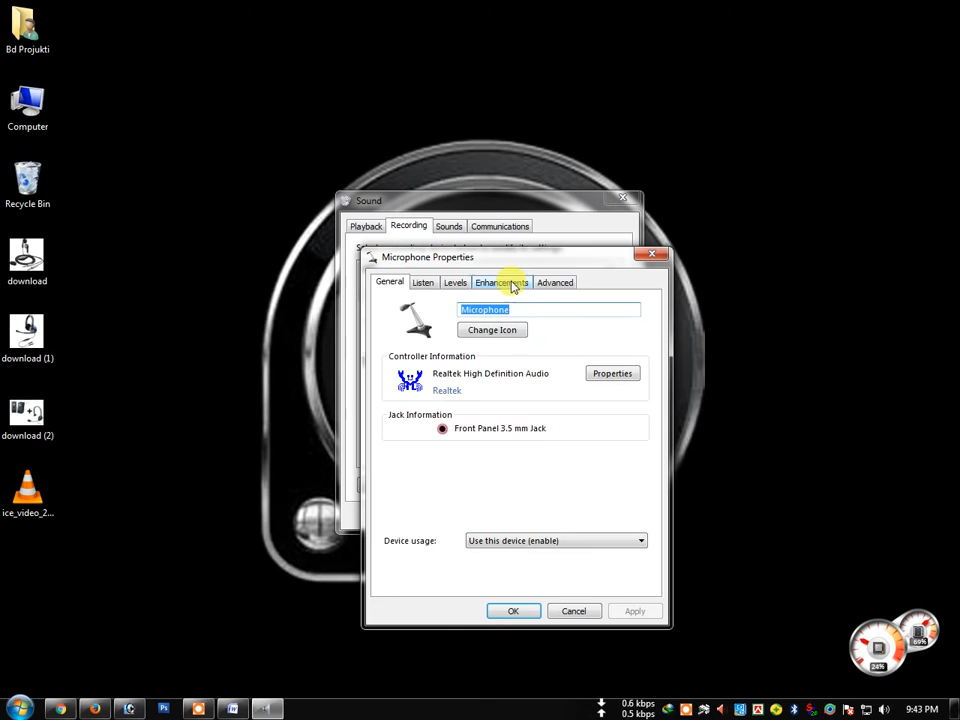 Bd Projukti
Computer
Recycle Bin
download
download (1)
download (2)
ice_video_2...
Sound
Playback Recording Sounds Communications
Microphone Properties
General Listen Levels Enhancements Advanced
Microphone
Change Icon
Controller Information
Realtek High Definition Audio
Properties
Realtek
Jack Information
Front Panel 3.5 mm Jack
Device usage: Use this device (enable)
OK Cancel Apply
24%
69%
Ps
0.6 kbps
0.5 kbps
9:43 PM